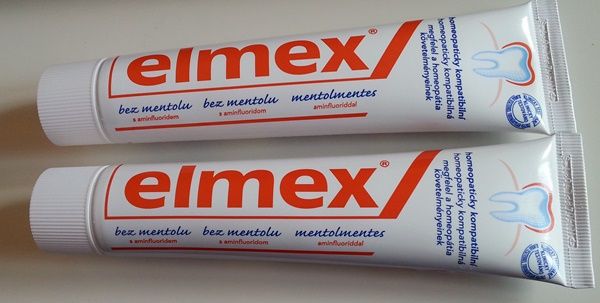 elmex®
bez mentolu bez mentolu mentolmentes
s aminfluoridem s aminfluoridom aminfluoriddal
homeopaticky kompatibilní
homeopaticky kompatibilná
megfelel a homeopátia
követelményeinek
elmex®
bez mentolu bez mentolu mentolmentes
s aminfluoridem s aminfluoridom aminfluoriddal
homeopaticky kompatibilní
homeopaticky kompatibilná
megfelel a homeopátia
követelményeinek